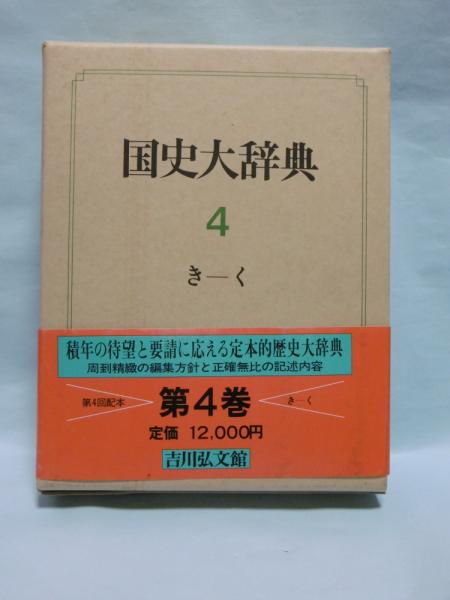 国史大辞典
4
き—く
積年の待望と要請に応える定本的歴史大辞典
周到精緻の編集方針と正確無比の記述内容
第4回配本
第4巻
き—く
定価 12,000円
吉川弘文館